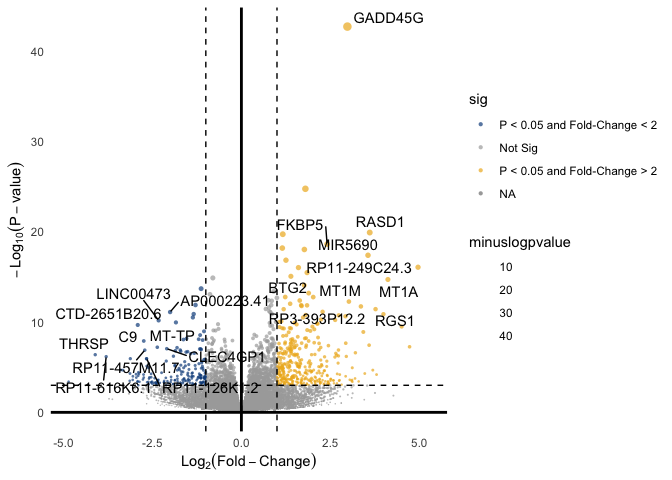 GADD45G
40
30
20
10
0
−Log10(P − value)
FKBP5
RASD1
MIR5690
RP11-249C24.3
BTG2
MT1M
MT1A
RP3-393P12.2
RGS1
LINC00473
AP000223.41
CTD-2651B20.6
C9
MT-TP
THRSP
CLEC4GP1
RP11-457M11.7
RP11-616K6.1
RP11-126K1.2
-5.0
-2.5
0.0
2.5
5.0
Log2(Fold − Change)
sig
P < 0.05 and Fold-Change < 2
Not Sig
P < 0.05 and Fold-Change > 2
NA
minuslogpvalue
10
20
30
40